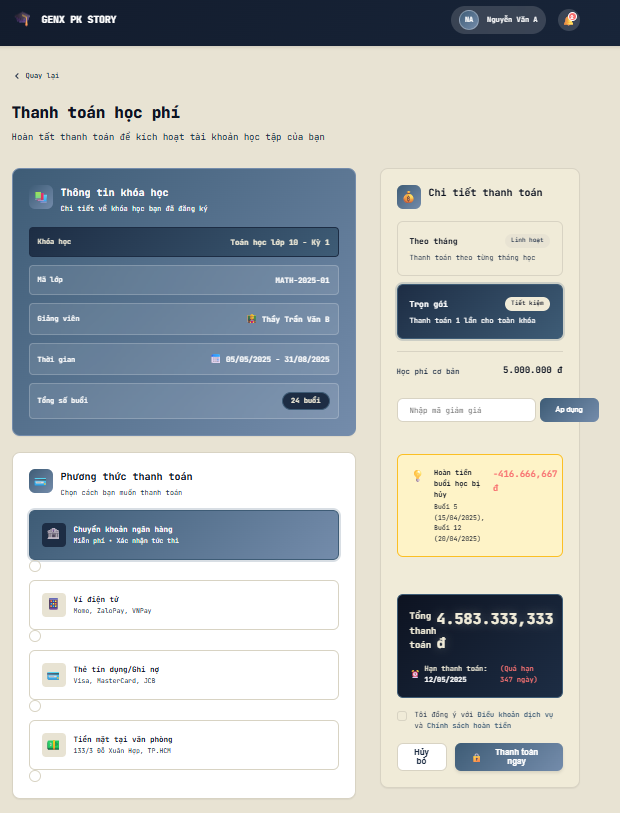 GENX PK STORY
NA
Nguyễn Văn A
Quay lại
Thanh toán học phí
Hoàn tất thanh toán để kích hoạt tài khoản học tập của bạn
Thông tin khóa học
Chi tiết về khóa học bạn đã đăng ký
Khóa học
Toán học lớp 10 - Kỳ 1
Mã lớp
MATH-2025-01
Giảng viên
Thầy Trần Văn B
Thời gian
05/05/2025 - 31/08/2025
Tổng số buổi
24 buổi
Phương thức thanh toán
Chọn cách bạn muốn thanh toán
Chuyển khoản ngân hàng
Miễn phí • Xác nhận tức thì
Ví điện tử
Momo, ZaloPay, VNPay
Thẻ tín dụng/Ghi nợ
Visa, MasterCard, JCB
Tiền mặt tại văn phòng
133/3 Đỗ Xuân Hợp, TP.HCM
Chi tiết thanh toán
Theo tháng
Linh hoạt
Thanh toán theo từng tháng học
Trọn gói
Tiết kiệm
Thanh toán 1 lần cho toàn khóa
Học phí cơ bản
5.000.000 đ
Nhập mã giảm giá
Áp dụng
Hoàn tiền
buổi học bị
hủy
Buổi 5
(15/04/2025),
Buổi 12
(20/04/2025)
-416.666,667
đ
Tổng
thanh
toán
4.583.333,333
đ
Hạn thanh toán:
12/05/2025
(Quá hạn
347 ngày)
Tôi đồng ý với Điều khoản dịch vụ
và Chính sách hoàn tiền
Hủy
bỏ
Thanh toán
ngay